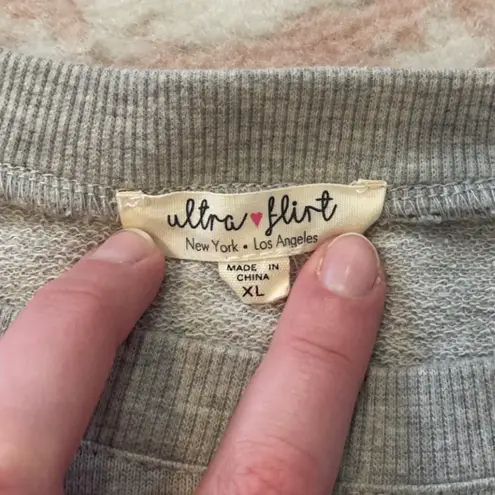 ultra ♥ flirt
New York • Los Angeles
MADE IN
CHINA
XL